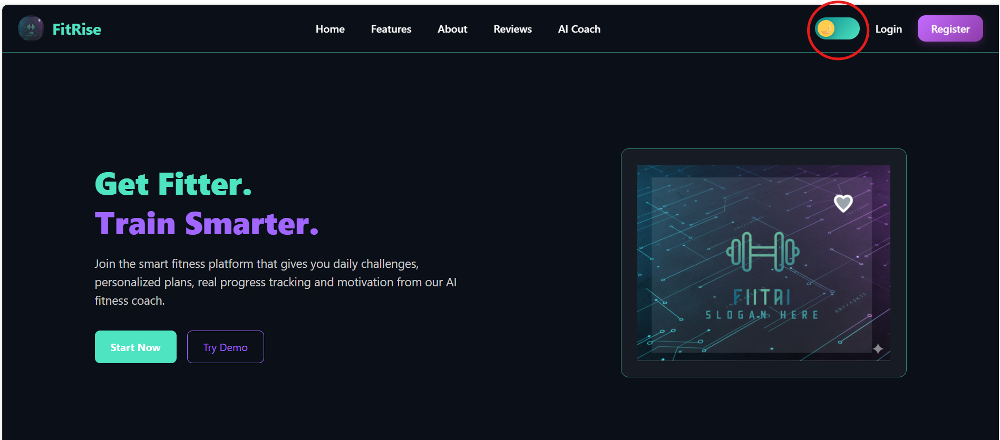 FitRise
Home
Features
About
Reviews
AI Coach
Login
Register
Get Fitter.
Train Smarter.
Join the smart fitness platform that gives you daily challenges,
personalized plans, real progress tracking and motivation from our AI
fitness coach.
Start Now
Try Demo
FIITAI
SLOGAN HERE